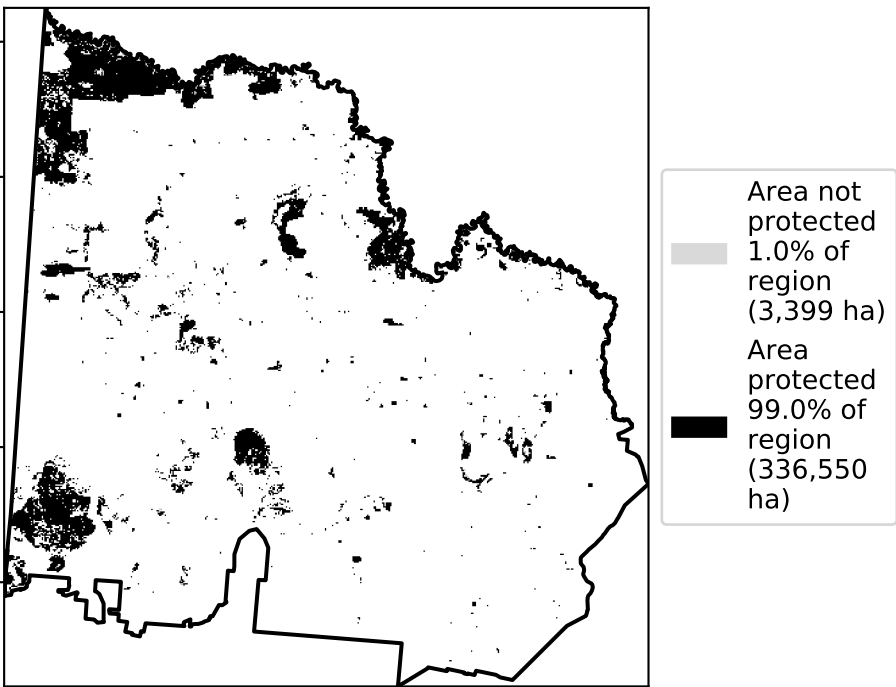 Area not
protected
1.0% of
region
(3,399 ha)
Area
protected
99.0% of
region
(336,550
ha)